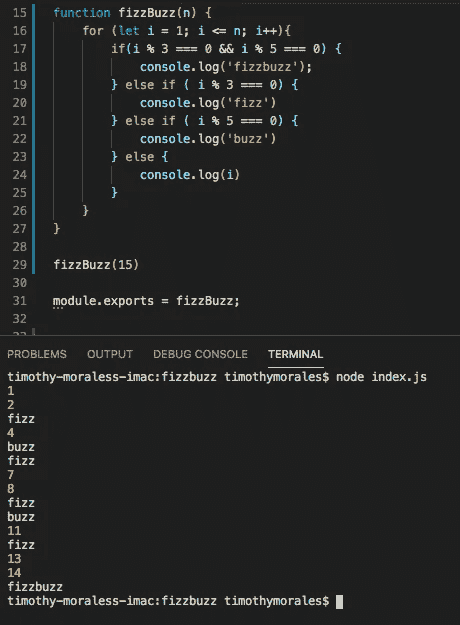 15 function fizzBuzz(n) {
16 for (let i = 1; i <= n; i++){
17 if(i % 3 === 0 && i % 5 === 0) {
18 console.log('fizzbuzz');
19 } else if ( i % 3 === 0) {
20 console.log('fizz')
21 } else if ( i % 5 === 0) {
22 console.log('buzz')
23 } else {
24 console.log(i)
25 }
26 }
27 }
28
29 fizzBuzz(15)
30
31 module.exports = fizzBuzz;
32
PROBLEMS OUTPUT DEBUG CONSOLE TERMINAL
timothy-moraless-imac:fizzbuzz timothymorales$ node index.js
1
2
fizz
4
buzz
fizz
7
8
fizz
buzz
11
fizz
13
14
fizzbuzz
timothy-moraless-imac:fizzbuzz timothymorales$